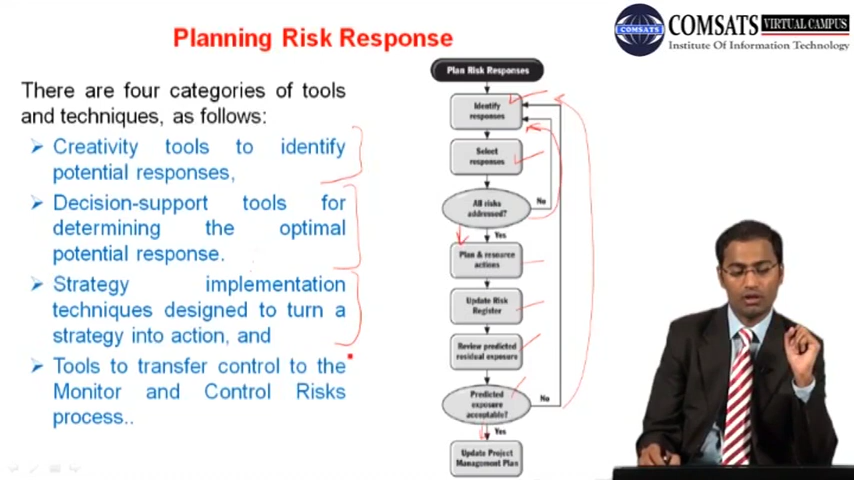 Planning Risk Response
COMSATS
COMSATS VIRTUAL CAMPUS
Institute Of Information Technology
There are four categories of tools
and techniques, as follows:
Creativity tools to identify
potential responses,
Decision-support tools for
determining the optimal
potential response.
Strategy implementation
techniques designed to turn a
strategy into action, and
Tools to transfer control to the
Monitor and Control Risks
process..
Plan Risk Responses
Identify
responses
Select
responses
All risks
addressed?
No
Yes
Plan & resource
actions
Update Risk
Register
Review predicted
residual exposure
Predicted
exposure
acceptable?
No
Yes
Update Project
Management Plan